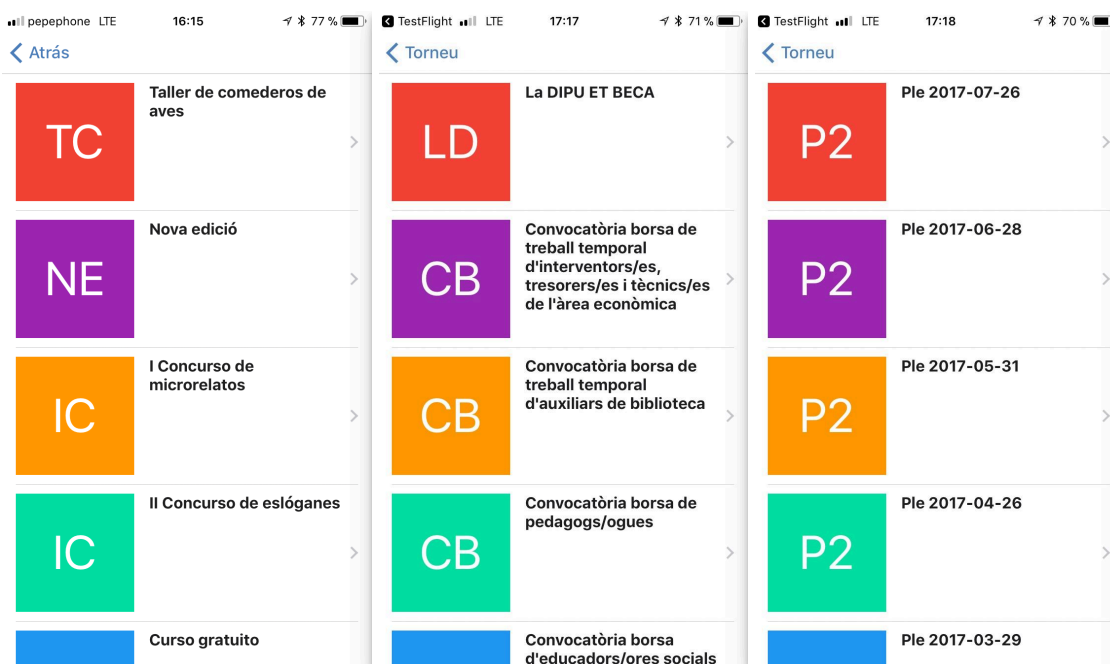 pepephone LTE 16:15 77 %
Atrás
TC
Taller de comederos de
aves
NE
Nova edició
IC
I Concurso de
microrelatos
IC
II Concurso de eslóganes
Curso gratuito
TestFlight LTE 17:17 71 %
Torneu
LD
La DIPU ET BECA
CB
Convocatòria borsa de
treball temporal
d'interventors/es,
tresorers/es i tècnics/es
de l'àrea econòmica
CB
Convocatòria borsa de
treball temporal
d'auxiliars de biblioteca
CB
Convocatòria borsa de
pedagogs/ogues
Convocatòria borsa
d'educadors/ores socials
TestFlight LTE 17:18 70 %
Torneu
P2
Ple 2017-07-26
P2
Ple 2017-06-28
P2
Ple 2017-05-31
P2
Ple 2017-04-26
Ple 2017-03-29